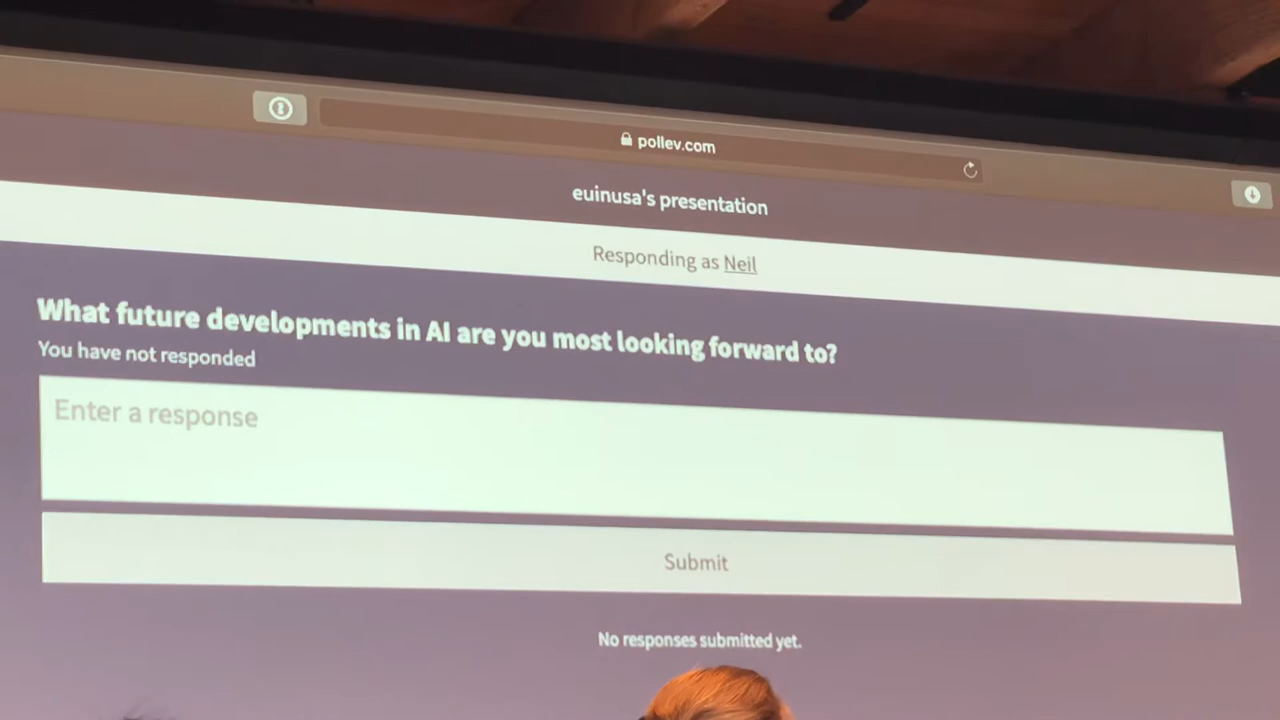 pollev.com
euinusa's presentation
Responding as Neil
What future developments in AI are you most looking forward to?
You have not responded
Enter a response
Submit
No responses submitted yet.